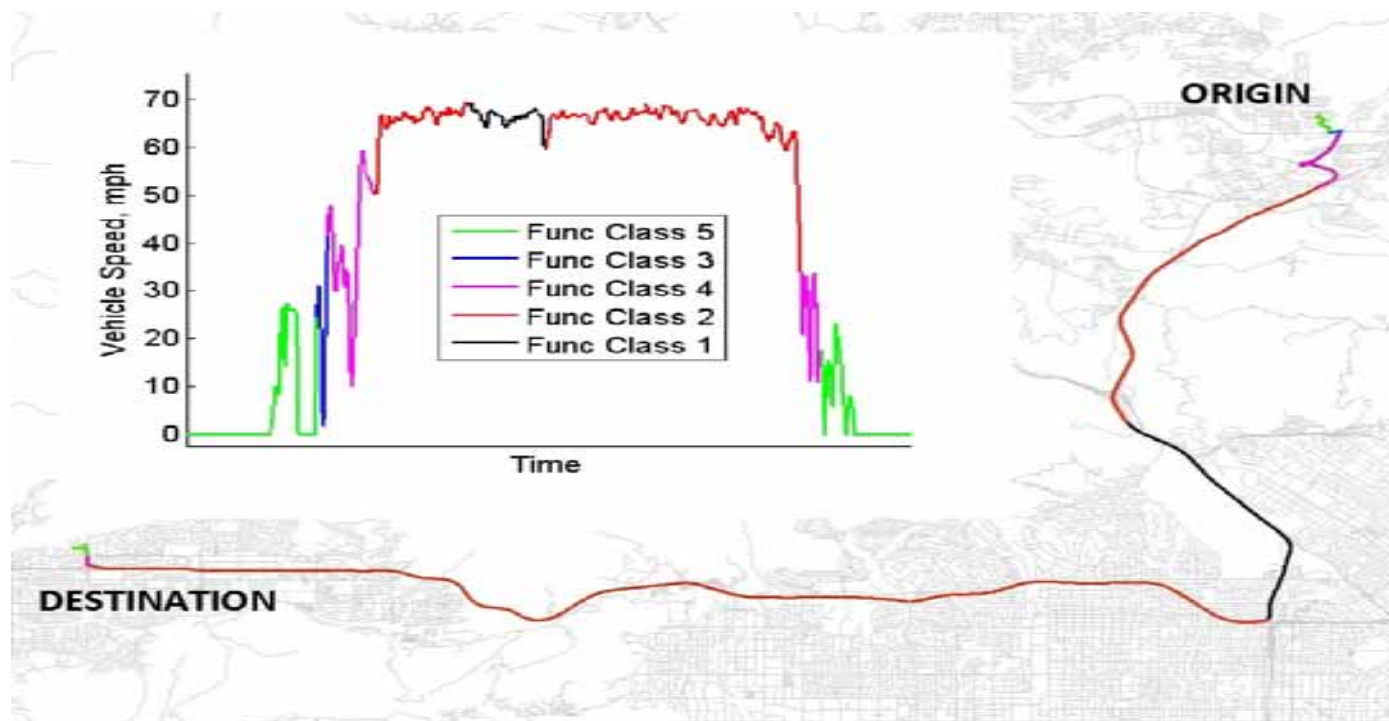 ORIGIN
70
60
50
40
30
20
10
0
Vehicle Speed, mph
Func Class 5
Func Class 3
Func Class 4
Func Class 2
Func Class 1
Time
DESTINATION